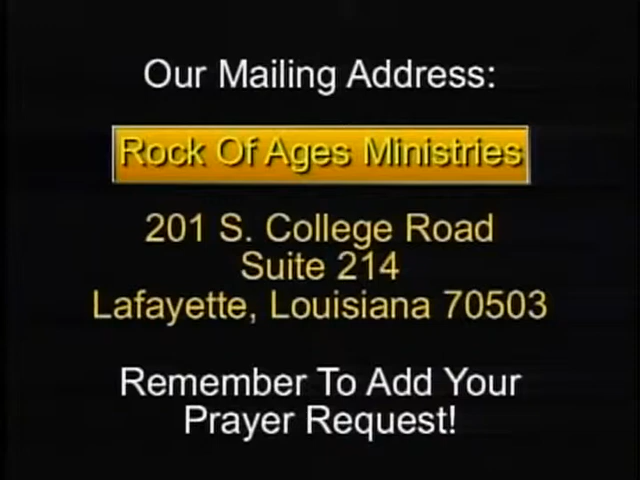 Our Mailing Address:
Rock Of Ages Ministries
201 S. College Road
Suite 214
Lafayette, Louisiana 70503
Remember To Add Your
Prayer Request!